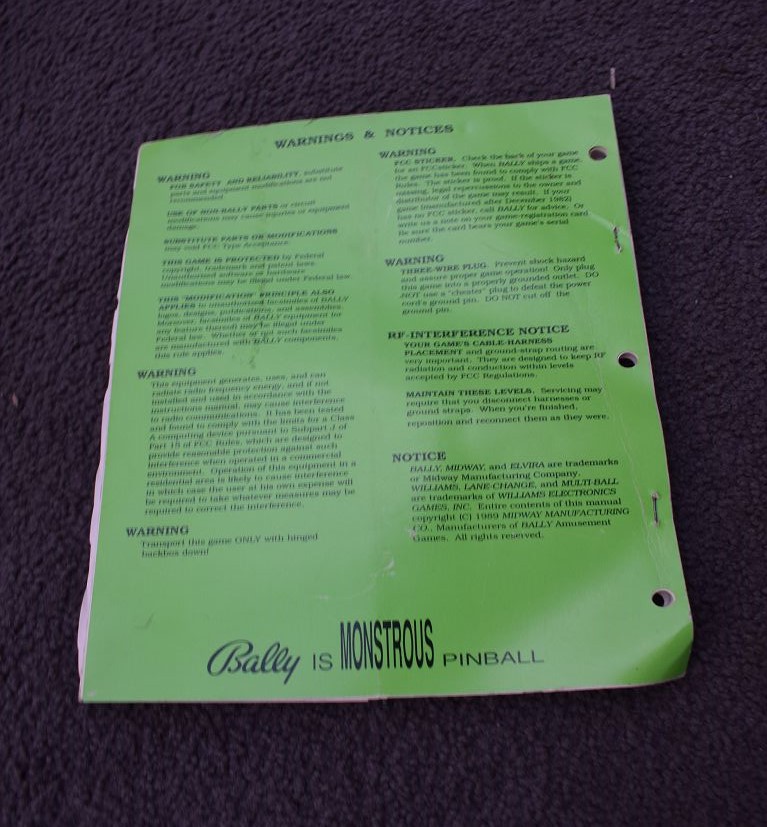 WARNINGS & NOTICES
WARNING
FOR SAFETY AND RELIABILITY, substitute
parts and equipment modifications are not
recommended.
USE OF NON-BALLY PARTS or circuit
modifications may cause injuries or equipment
damage.
SUBSTITUTE PARTS OR MODIFICATIONS
may void FCC Type Acceptance.
THIS GAME IS PROTECTED by Federal
copyright, trademark and patent laws.
Unauthorized software or hardware
modifications may be illegal under Federal law.
THIS 'MODIFICATION' PRINCIPLE ALSO
APPLIES to unauthorized facsimiles of BALLY
logos, designs, publications, and assemblies.
Moreover, facsimiles of BALLY equipment (or
any feature thereof) may be illegal under
Federal law. Whether or not such facsimiles
are manufactured with BALLY components,
this rule applies.
WARNING
This equipment generates, uses, and can
radiate radio frequency energy, and if not
installed and used in accordance with the
instructions manual, may cause interference
to radio communications. It has been tested
and found to comply with the limits for a Class
A computing device pursuant to Subpart J of
Part 15 of FCC Rules, which are designed to
provide reasonable protection against such
interference when operated in a commercial
environment. Operation of this equipment in a
residential area is likely to cause interference
in which case the user at his own expense will
be required to take whatever measures may be
required to correct the interference.
WARNING
Transport this game ONLY with hinged
backbox down!
WARNING
FCC STICKER. Check the back of your game
for an FCC sticker. When BALLY ships a game,
the game has been found to comply with FCC
Rules. The sticker is proof. If the sticker is
missing, legal repercussions to the owner and
distributor of the game may result. If your
game (manufactured after December 1982)
has no FCC sticker, call BALLY for advice. Or
write us a note on your game-registration card
Be sure the card bears your game's serial
number.
WARNING
THREE-WIRE PLUG. Prevent shock hazard
and assure proper game operation! Only plug
this game into a properly grounded outlet. DO
NOT use a "cheater" plug to defeat the power
cord's ground pin. DO NOT cut off the
ground pin.
RF-INTERFERENCE NOTICE
YOUR GAME'S CABLE-HARNESS
PLACEMENT and ground-strap routing are
very important. They are designed to keep RF
radiation and conduction within levels
accepted by FCC Regulations.
MAINTAIN THESE LEVELS. Servicing may
require that you disconnect harnesses or
ground straps. When you're finished,
reposition and reconnect them as they were.
NOTICE
BALLY, MIDWAY, and ELVIRA are trademarks
or Midway Manufacturing Company.
WILLIAMS, LANE-CHANGE, and MULTI-BALL
are trademarks of WILLIAMS ELECTRONICS
GAMES, INC. Entire contents of this manual
copyright (C) 1989 MIDWAY MANUFACTURING
CO., Manufacturers of BALLY Amusement
Games. All rights reserved.
Bally IS MONSTROUS PINBALL